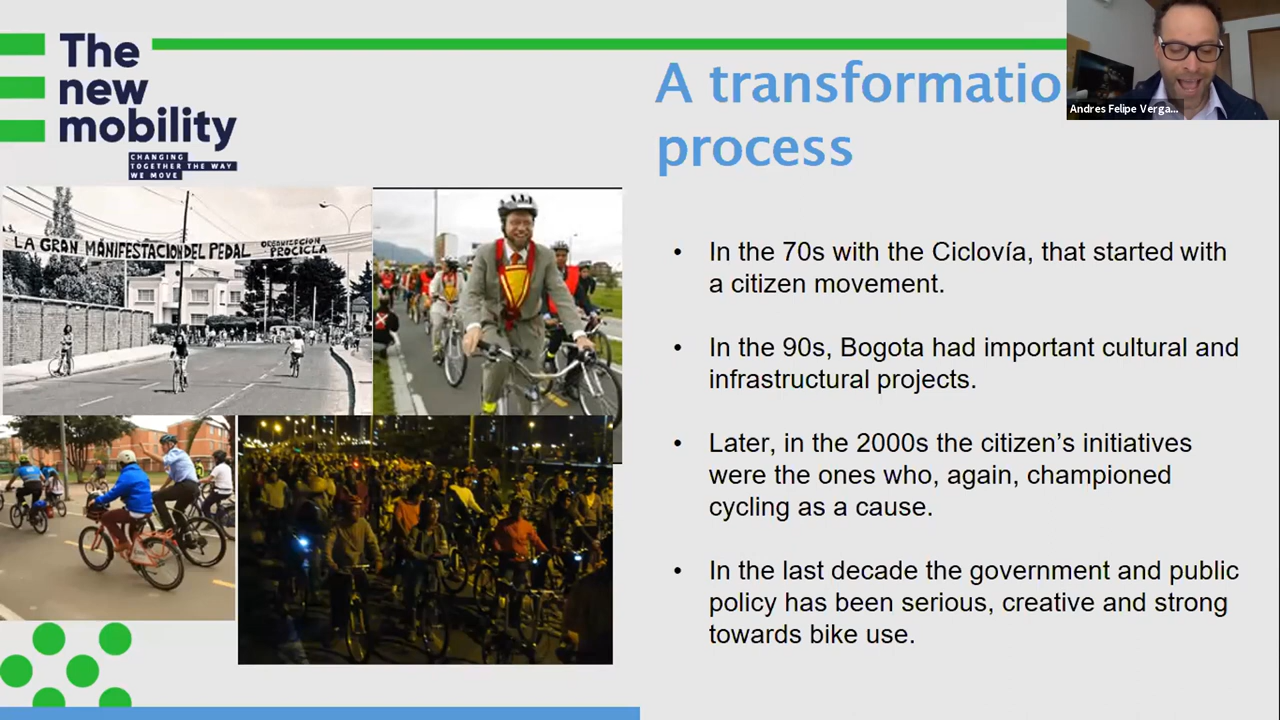 The
new
mobility
CHANGING
TOGETHER THE WAY
WE MOVE
A transformatio
process
Andres Felipe Verga...
LA GRAN MANIFESTACION DEL PEDAL ORGANIZACION
PROCICLA
• In the 70s with the Ciclovía, that started with
a citizen movement.
• In the 90s, Bogota had important cultural and
infrastructural projects.
• Later, in the 2000s the citizen’s initiatives
were the ones who, again, championed
cycling as a cause.
• In the last decade the government and public
policy has been serious, creative and strong
towards bike use.